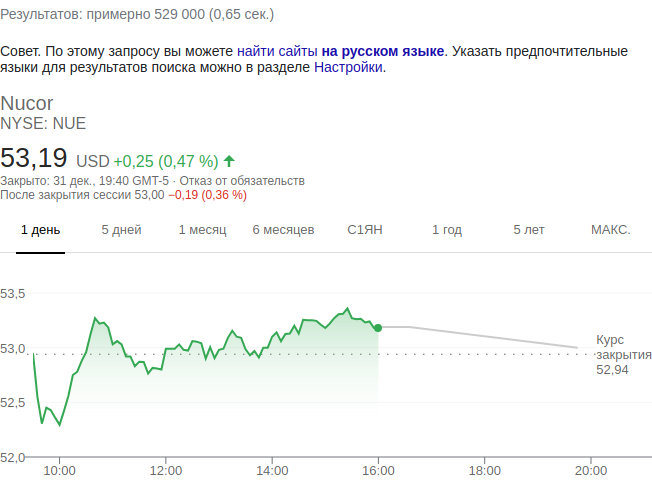 Результатов: примерно 529 000 (0,65 сек.)
Совет. По этому запросу вы можете найти сайты на русском языке. Указать предпочтительные
языки для результатов поиска можно в разделе Настройки.
Nucor
NYSE: NUE
53,19 USD +0,25 (0,47 %)
Закрыто: 31 дек., 19:40 GMT-5 · Отказ от обязательств
После закрытия сессии 53,00 −0,19 (0,36 %)
1 день 5 дней 1 месяц 6 месяцев С1ЯН 1 год 5 лет МАКС.
53,5
53,0
52,5
52,0
Курс
закрытия
52,94
10:00 12:00 14:00 16:00 18:00 20:00